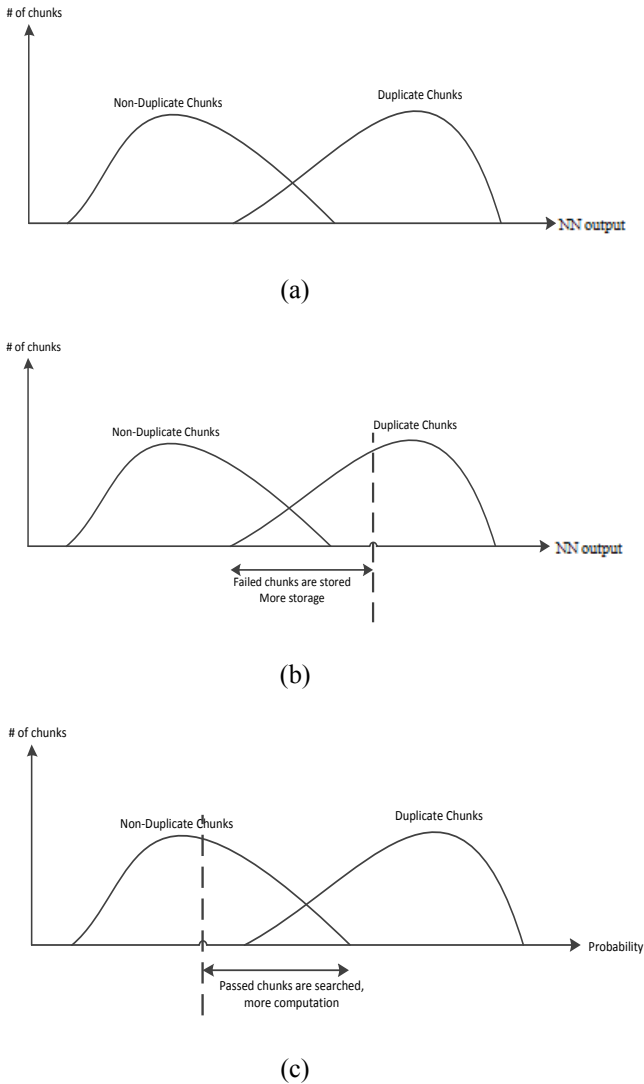 # of chunks
Non-Duplicate Chunks
Duplicate Chunks
NN output
(a)
# of chunks
Non-Duplicate Chunks
Duplicate Chunks
NN output
Failed chunks are stored
More storage
(b)
# of chunks
Non-Duplicate Chunks
Duplicate Chunks
Probability
Passed chunks are searched,
more computation
(c)